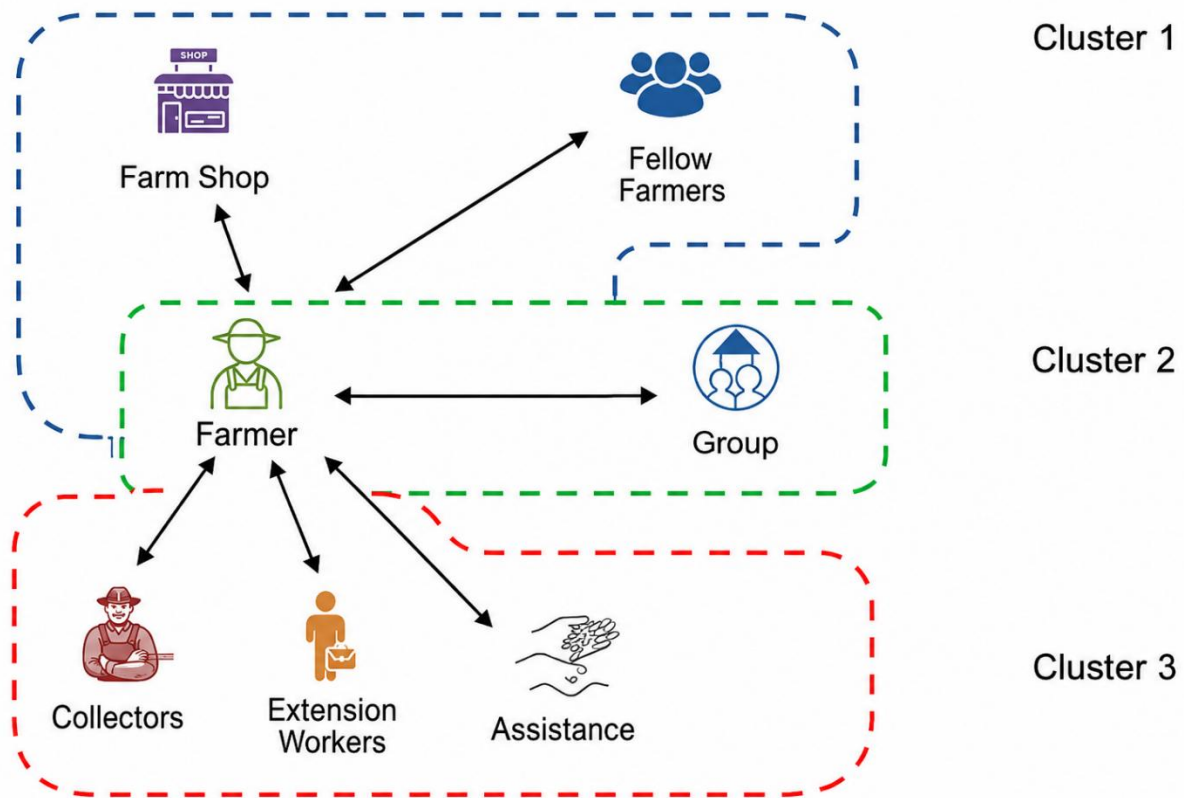 Cluster 1
SHOP
Farm Shop
Fellow
Farmers
Cluster 2
Farmer
Group
Cluster 3
Collectors
Extension
Workers
Assistance